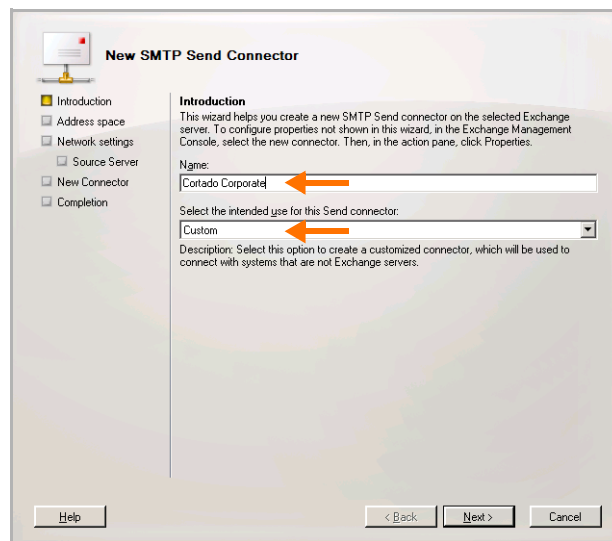 New SMTP Send Connector
Introduction
Address space
Network settings
Source Server
New Connector
Completion
Introduction
This wizard helps you create a new SMTP Send connector on the selected Exchange
server. To configure properties not shown in this wizard, in the Exchange Management
Console, select the new connector. Then, in the action pane, click Properties.
Name:
Cortado Corporate
Select the intended use for this Send connector:
Custom
Description: Select this option to create a customized connector, which will be used to
connect with systems that are not Exchange servers.
Help
< Back
Next >
Cancel